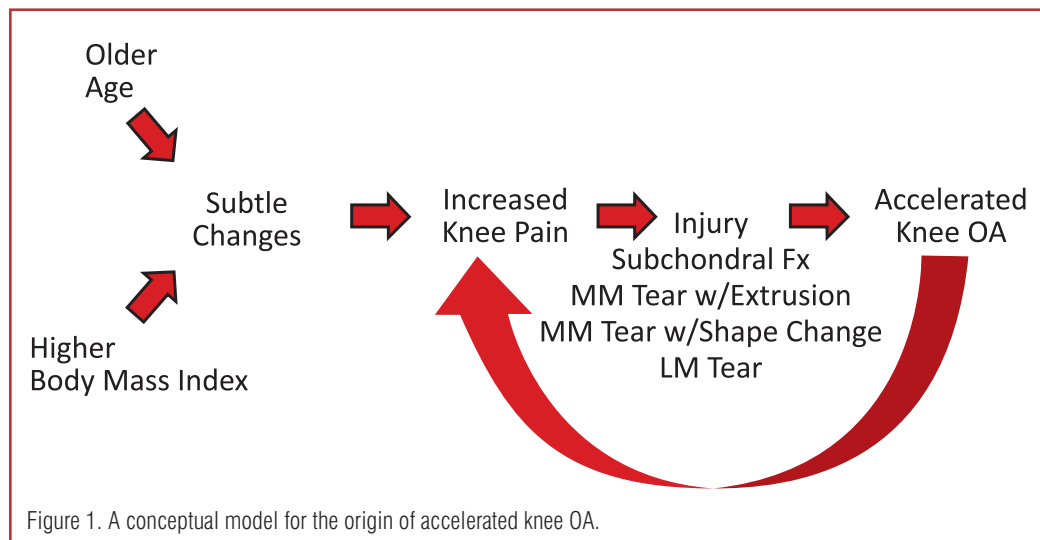 Older
Age
Higher
Body Mass Index
Subtle
Changes
Increased
Knee Pain
Injury
Subchondral Fx
MM Tear w/Extrusion
MM Tear w/Shape Change
LM Tear
Accelerated
Knee OA
Figure 1. A conceptual model for the origin of accelerated knee OA.